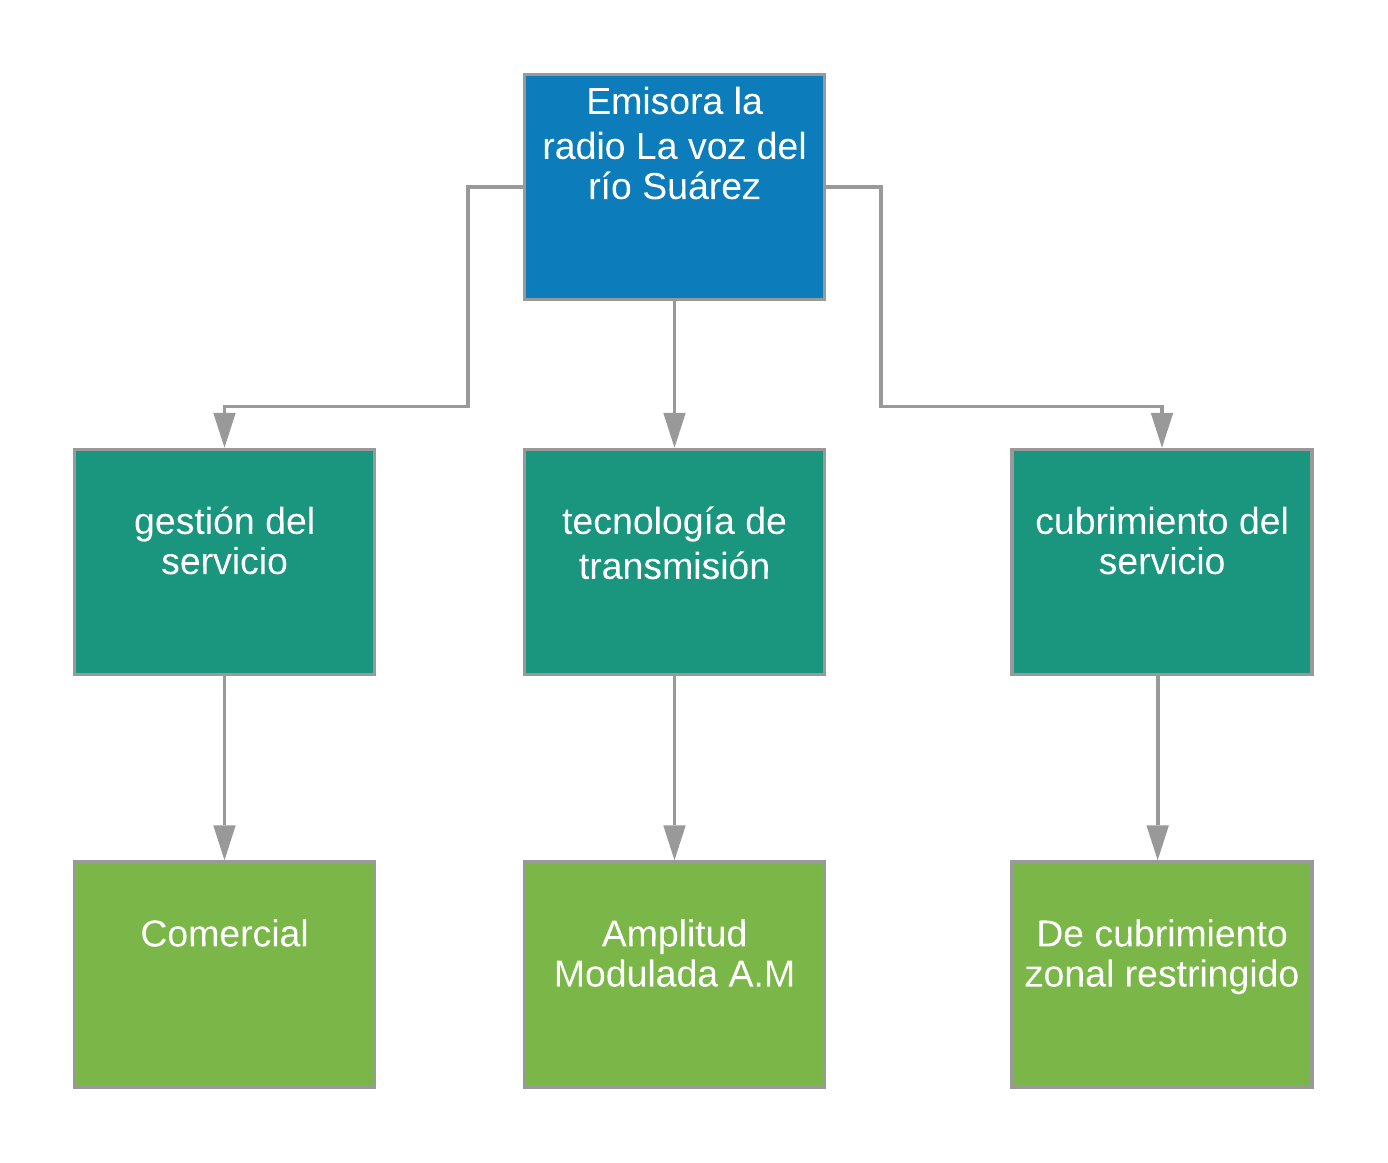 Emisora la
radio La voz del
río Suárez
gestión del
servicio
tecnología de
transmisión
cubrimiento del
servicio
Comercial
Amplitud
Modulada A.M
De cubrimiento
zonal restringido